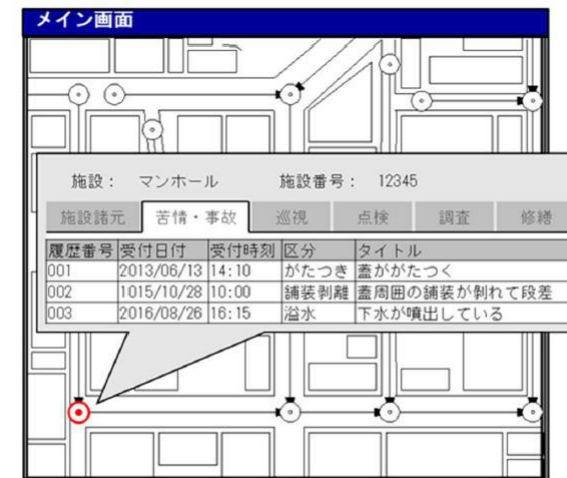 メイン画面
施設： マンホール 施設番号： 12345
施設諸元 苦情・事故 巡視 点検 調査 修繕
履歴番号 受付日付 受付時刻 区分 タイトル
001 2013/06/13 14:10 がたつき 蓋ががたつく
002 1015/10/28 10:00 舗装剥離 蓋周囲の舗装が剝れて段差
003 2016/08/26 16:15 溢水 下水が噴出している